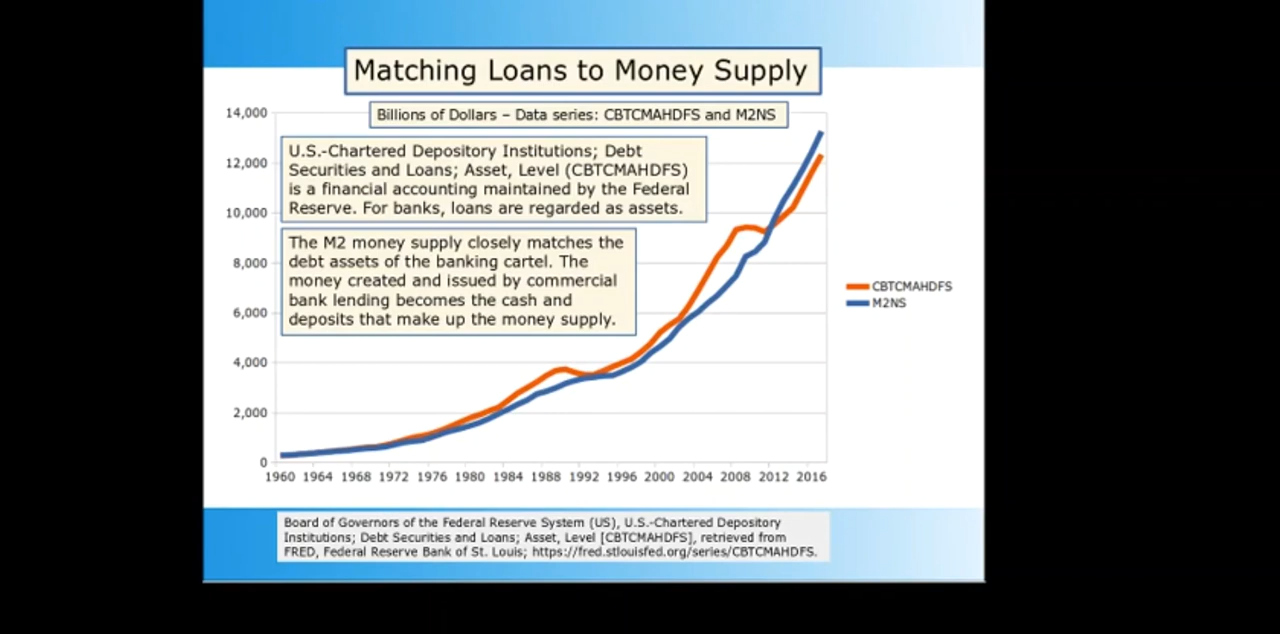 Matching Loans to Money Supply
Billions of Dollars – Data series: CBTCMAHDFS and M2NS
U.S.-Chartered Depository Institutions; Debt
Securities and Loans; Asset, Level (CBTCMAHDFS)
is a financial accounting maintained by the Federal
Reserve. For banks, loans are regarded as assets.
The M2 money supply closely matches the
debt assets of the banking cartel. The
money created and issued by commercial
bank lending becomes the cash and
deposits that make up the money supply.
14,000
12,000
10,000
8,000
6,000
4,000
2,000
0
1960 1964 1968 1972 1976 1980 1984 1988 1992 1996 2000 2004 2008 2012 2016
CBTCMAHDFS
M2NS
Board of Governors of the Federal Reserve System (US), U.S.-Chartered Depository
Institutions; Debt Securities and Loans; Asset, Level [CBTCMAHDFS], retrieved from
FRED, Federal Reserve Bank of St. Louis; https://fred.stlouisfed.org/series/CBTCMAHDFS.